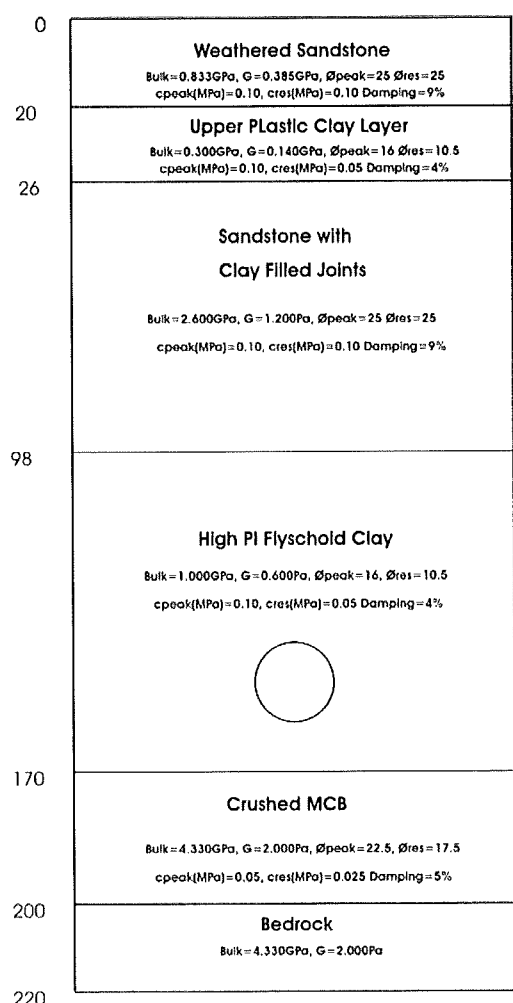 0
Weathered Sandstone
Bulk=0.833GPa, G=0.385GPa, Øpeak=25 Øres=25
cpeak(MPa)=0.10, cres(MPa)=0.10 Damping=9%
20
Upper PLastic Clay Layer
Bulk=0.300GPa, G=0.140GPa, Øpeak=16 Øres=10.5
cpeak(MPa)=0.10, cres(MPa)=0.05 Damping=4%
26
Sandstone with
Clay Filled Joints
Bulk=2.600GPa, G=1.200Pa, Øpeak=25 Øres=25
cpeak(MPa)=0.10, cres(MPa)=0.10 Damping=9%
98
High PI Flyschoid Clay
Bulk=1.000GPa, G=0.600Pa, Øpeak=16, Øres=10.5
cpeak(MPa)=0.10, cres(MPa)=0.05 Damping=4%
170
Crushed MCB
Bulk=4.330GPa, G=2.000Pa, Øpeak=22.5, Øres=17.5
cpeak(MPa)=0.05, cres(MPa)=0.025 Damping=5%
200
Bedrock
Bulk=4.330GPa, G=2.000Pa
220